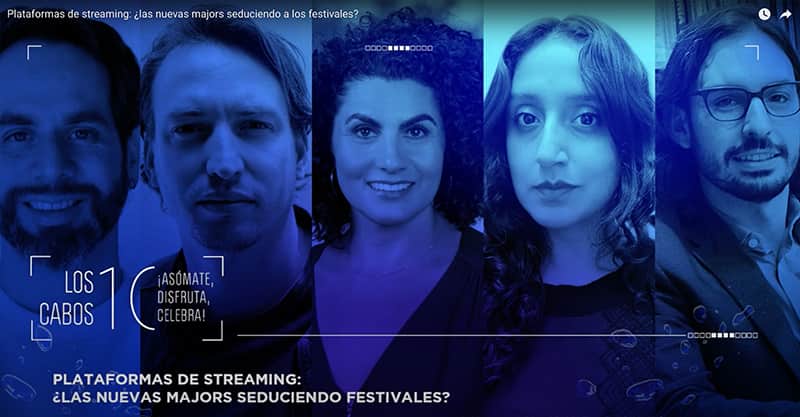 Plataformas de streaming: ¿las nuevas majors seduciendo a los festivales?
LOS
CABOS
10
¡ASÓMATE,
DISFRUTA,
CELEBRA!
PLATAFORMAS DE STREAMING:
¿LAS NUEVAS MAJORS SEDUCIENDO FESTIVALES?